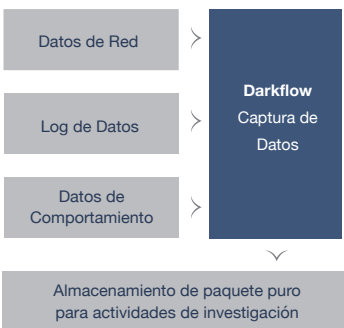 Datos de Red
Log de Datos
Datos de
Comportamiento
Darkflow
Captura de
Datos
Almacenamiento de paquete puro
para actividades de investigación